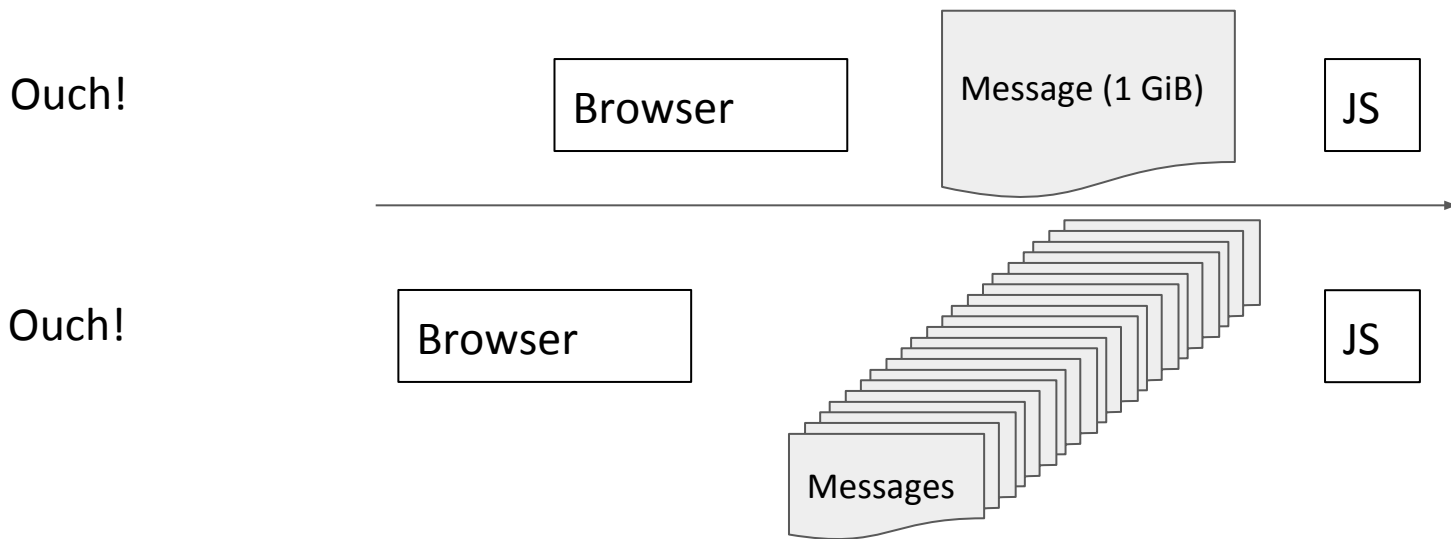 Ouch!
Browser
Message (1 GiB)
JS
Ouch!
Browser
Messages
JS